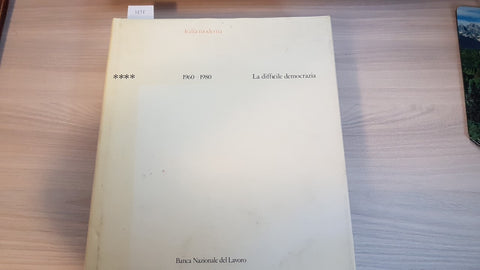 Italia moderna
**** 1960 / 1980 La difficile democrazia
Banca Nazionale del Lavoro